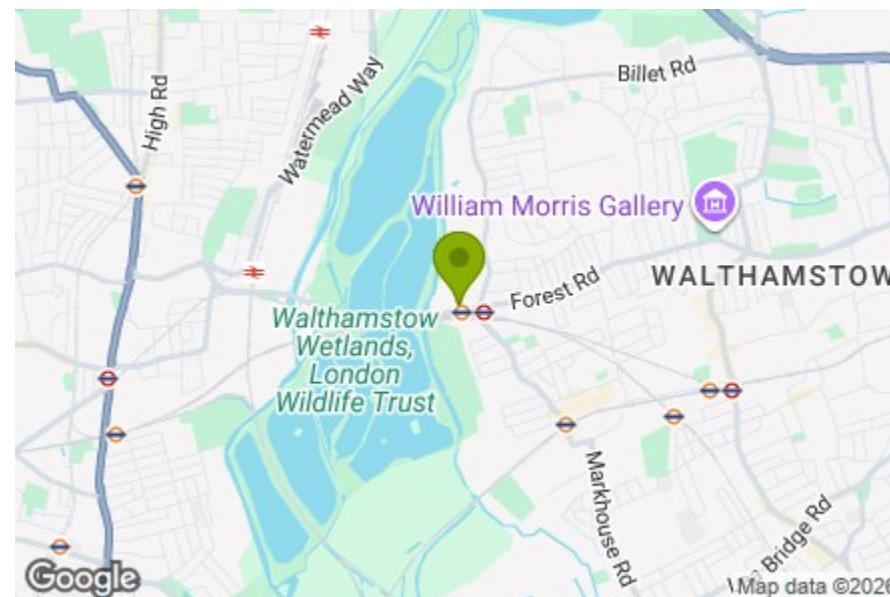 High Rd
Watermead Way
Billet Rd
William Morris Gallery
Forest Rd
WALTHAMSTOW
Walthamstow
Wetlands,
London
Wildlife Trust
Markhouse Rd
Bridge Rd
Google
Map data ©2026